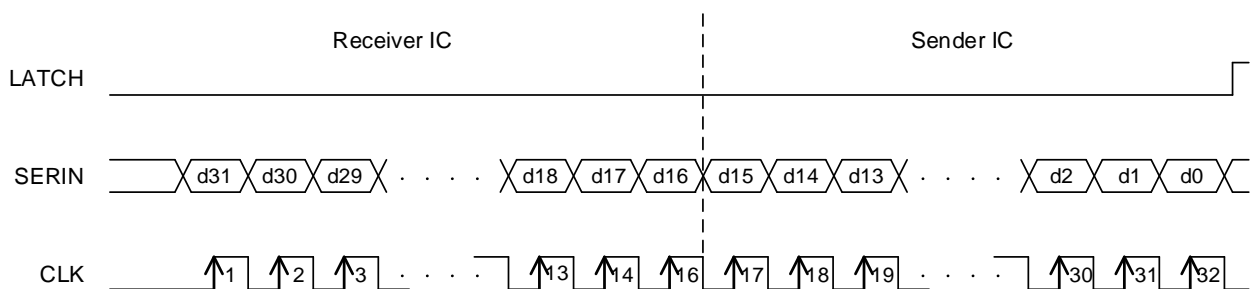 Receiver IC Sender IC
LATCH
SERIN d31 d30 d29 . . . . d18 d17 d16 d15 d14 d13 . . . . d2 d1 d0
CLK 1 2 3 . . . . 13 14 16 17 18 19 . . . . 30 31 32